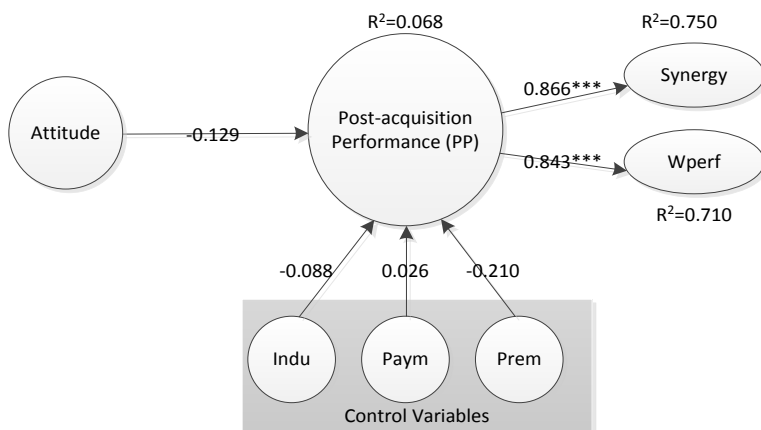 R²=0.068
R²=0.750
Synergy
0.866***
Attitude
-0.129
Post-acquisition
Performance (PP)
0.843***
Wperf
R²=0.710
-0.088
0.026
-0.210
Indu
Paym
Prem
Control Variables